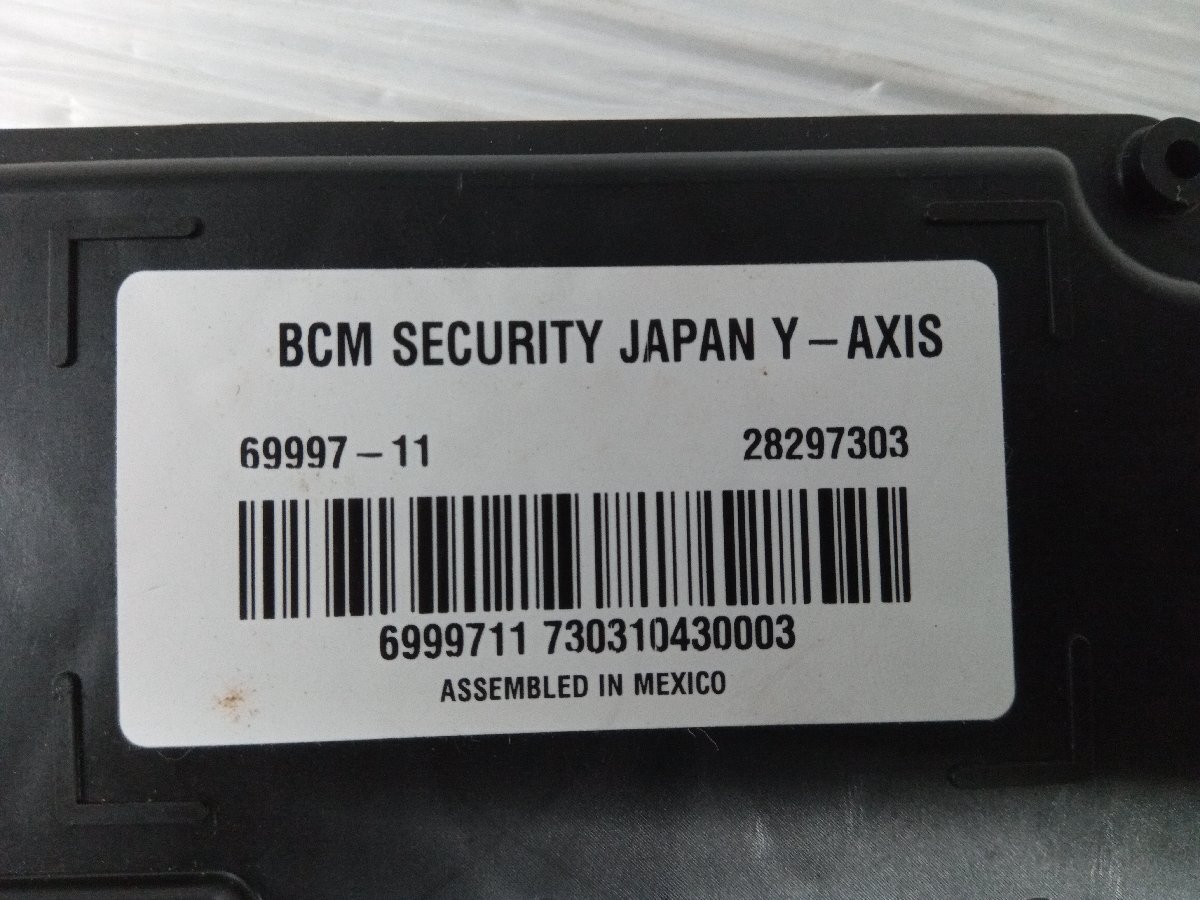 BCM SECURITY JAPAN Y-AXIS
69997-11 28297303
6999711 730310430003
ASSEMBLED IN MEXICO